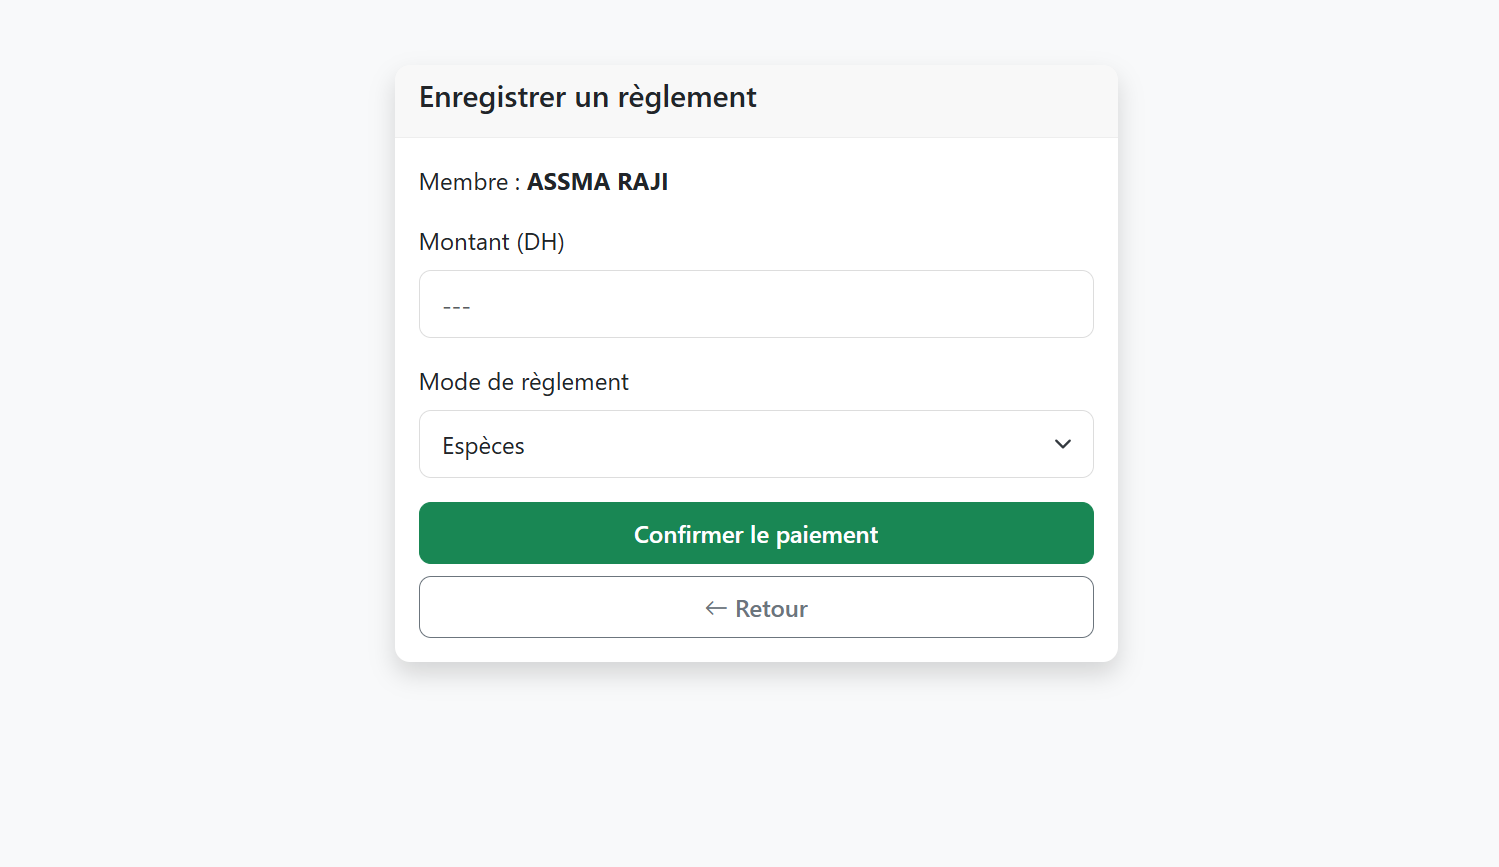 Enregistrer un règlement
Membre : ASSMA RAJI
Montant (DH)
---
Mode de règlement
Espèces
Confirmer le paiement
← Retour